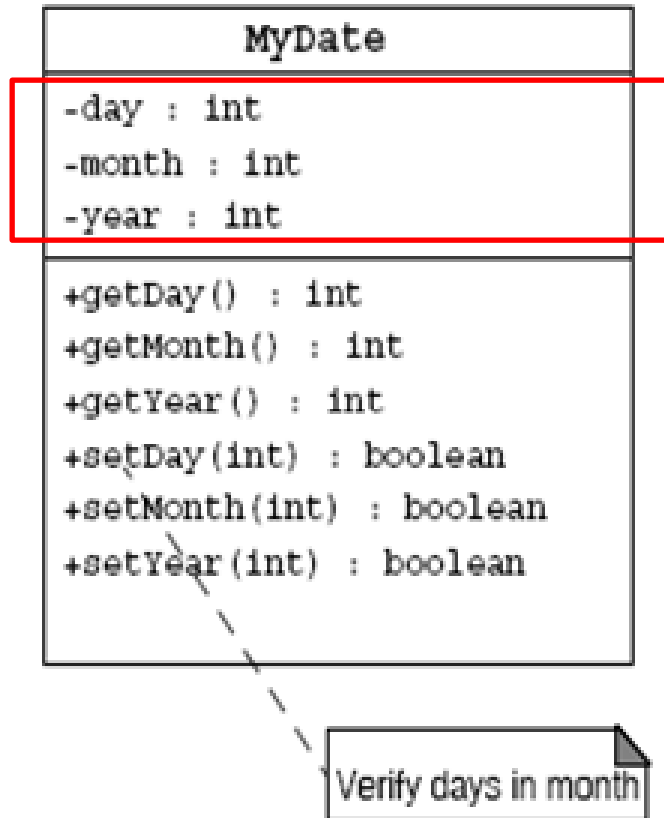 MyDate
-day : int
-month : int
-year : int
+getDay() : int
+getMonth() : int
+getYear() : int
+setDay(int) : boolean
+setMonth(int) : boolean
+setYear(int) : boolean
Verify days in month